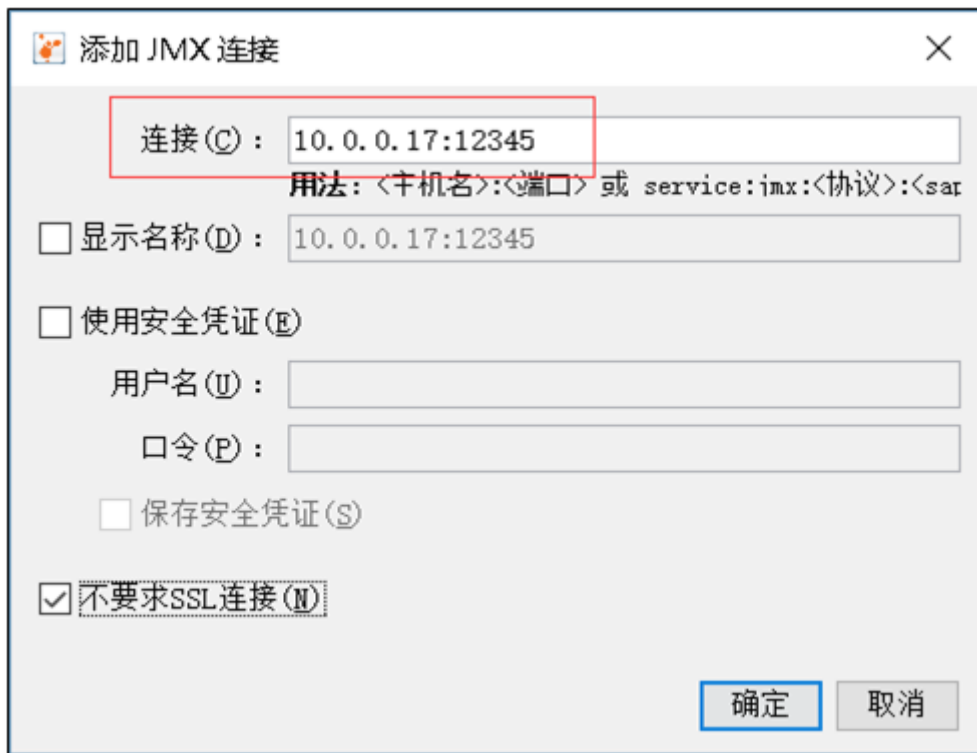 添加 JMX 连接
连接(C)： 10.0.0.17:12345
用法：<主机名>:<端口> 或 service:jmx:<协议>:<sap
显示名称(D)： 10.0.0.17:12345
使用安全凭证(E)
用户名(U)：
口令(P)：
保存安全凭证(S)
不要求SSL连接(N)
确定 取消